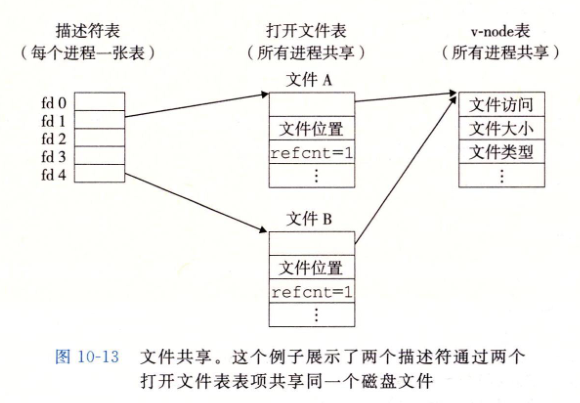 描述符表
（每个进程一张表）
打开文件表
（所有进程共享）
v-node表
（所有进程共享）
文件 A
fd 0
fd 1
fd 2
fd 3
fd 4
文件位置
refcnt=1
⋮
文件访问
文件大小
文件类型
⋮
文件 B
文件位置
refcnt=1
⋮
图 10-13 文件共享。这个例子展示了两个描述符通过两个
打开文件表表项共享同一个磁盘文件